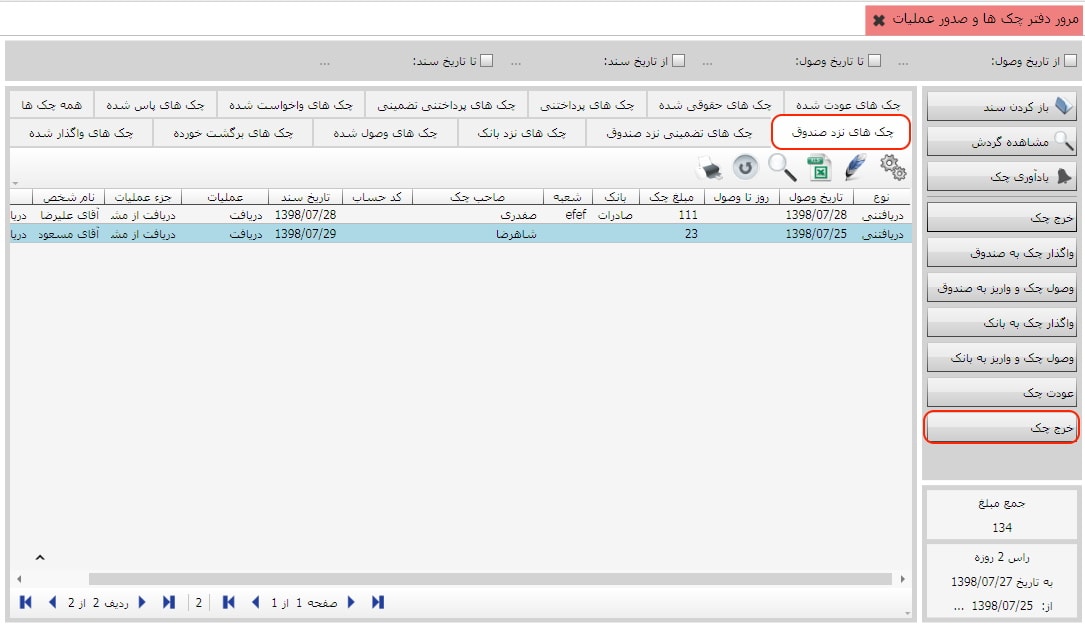 مرور دفتر چک ها و صدور عملیات
از تاریخ وصول: ... تا تاریخ وصول: ... از تاریخ سند: ... تا تاریخ سند: ...
باز کردن سند
مشاهده گردش
یادآوری چک
خرج چک
واگذار چک به صندوق
وصول چک و واریز به صندوق
واگذار چک به بانک
وصول چک و واریز به بانک
عودت چک
خرج چک
جمع مبلغ
134
راس 2 روزه
به تاریخ 1398/07/27
از: 1398/07/25 ...
چک های عودت شده چک های حقوقی شده چک های پرداختنی چک های پرداختنی تضمینی چک های واخواست شده چک های پاس شده همه چک ها
چک های نزد صندوق چک های تضمینی نزد صندوق چک های نزد بانک چک های وصول شده چک های برگشت خورده چک های واگذار شده
نوع تاریخ وصول روز تا وصول مبلغ چک بانک شعبه صاحب چک کد حساب تاریخ سند عملیات جزء عملیات نام شخص
دریافتنی 1398/07/28 111 صادرات efef صفدری 1398/07/28 دریافت دریافت از مش آقای علیرضا دریا
دریافتنی 1398/07/25 23 شاهرضا 1398/07/29 دریافت دریافت از مش آقای مسعود دریا
صفحه 1 از 1 2 ردیف 2 از 2